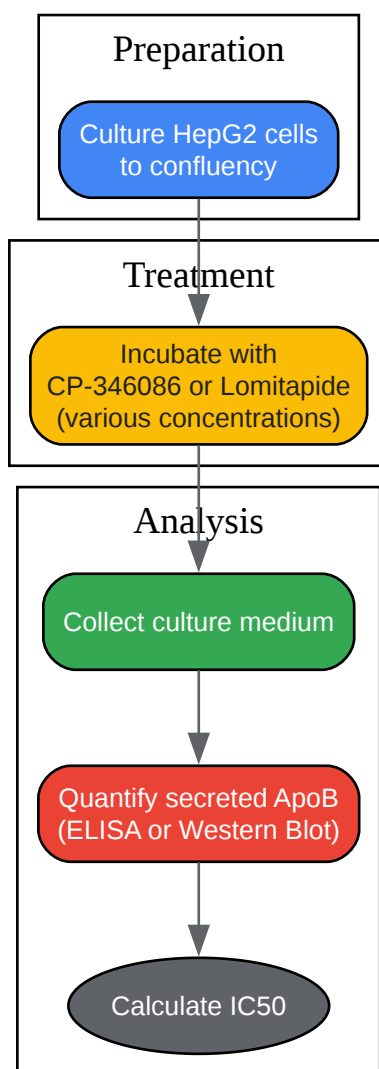 Preparation
Culture HepG2 cells
to confluency
Treatment
Incubate with
CP-346086 or Lomitapide
(various concentrations)
Analysis
Collect culture medium
Quantify secreted ApoB
(ELISA or Western Blot)
Calculate IC50